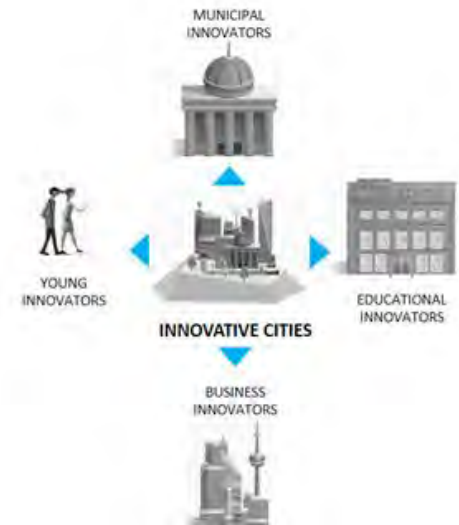 MUNICIPAL
INNOVATORS
YOUNG
INNOVATORS
EDUCATIONAL
INNOVATORS
INNOVATIVE CITIES
BUSINESS
INNOVATORS